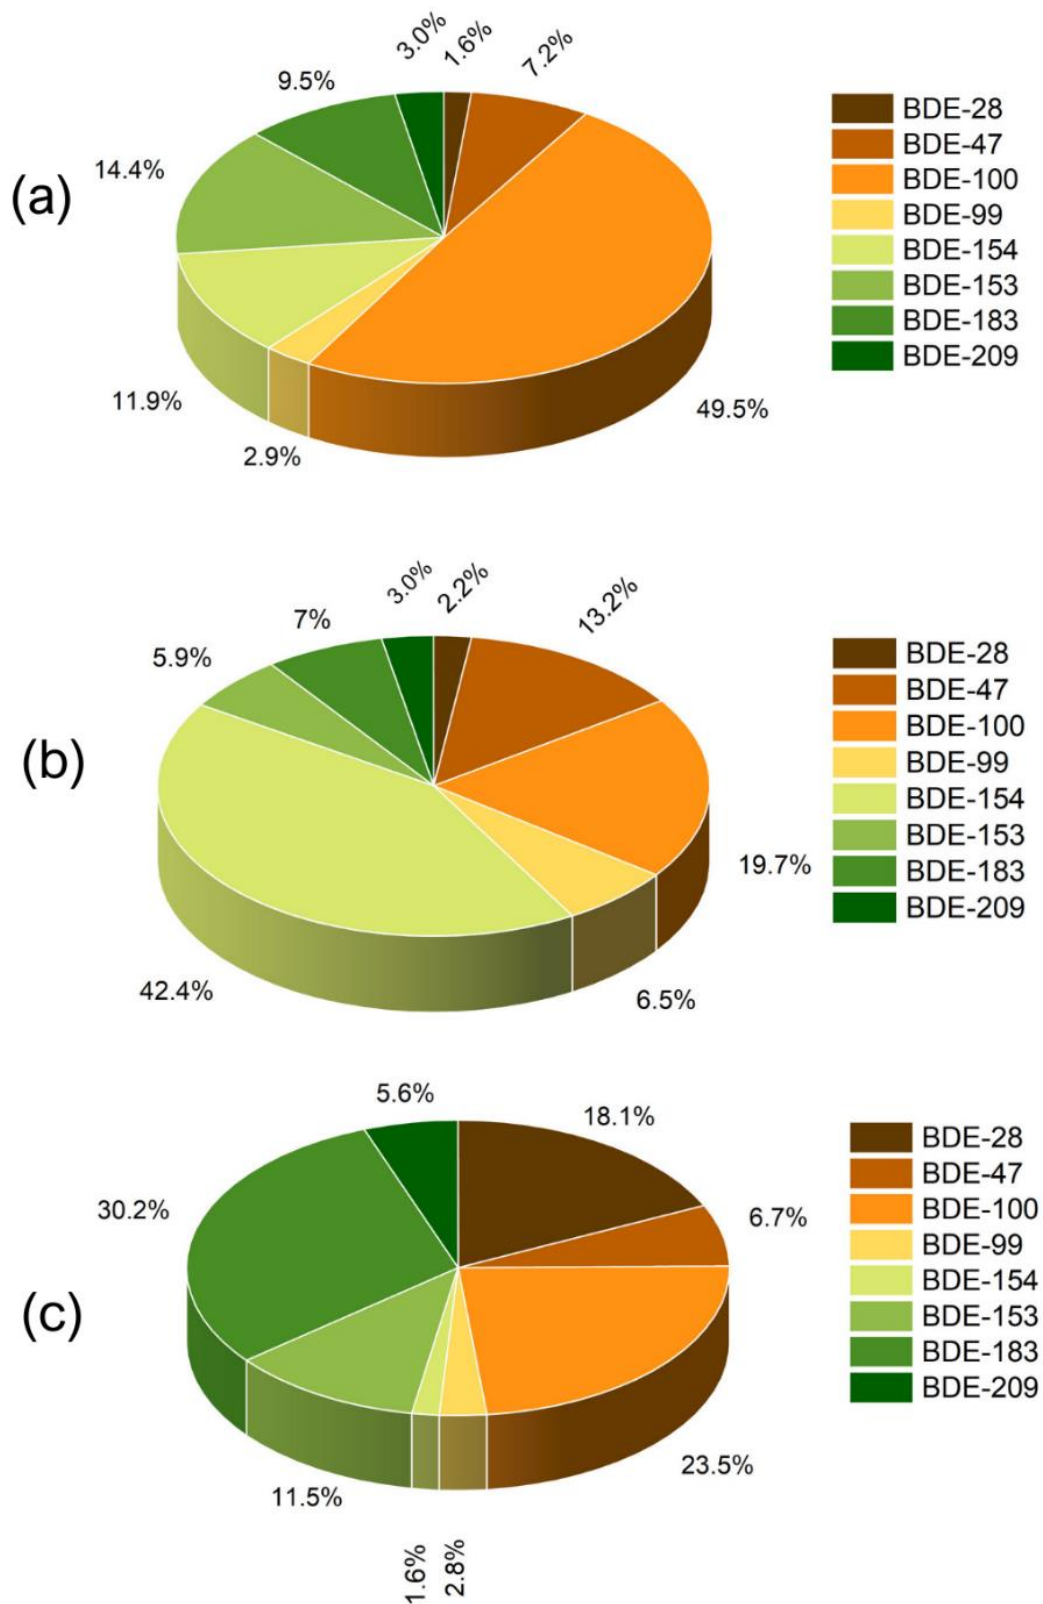 3.0%
1.6%
7.2%
9.5%
14.4%
(a)
11.9%
2.9%
49.5%
BDE-28
BDE-47
BDE-100
BDE-99
BDE-154
BDE-153
BDE-183
BDE-209
3.0%
2.2%
13.2%
7%
5.9%
(b)
19.7%
42.4%
6.5%
BDE-28
BDE-47
BDE-100
BDE-99
BDE-154
BDE-153
BDE-183
BDE-209
5.6%
18.1%
30.2%
6.7%
(c)
23.5%
11.5%
1.6%
2.8%
BDE-28
BDE-47
BDE-100
BDE-99
BDE-154
BDE-153
BDE-183
BDE-209